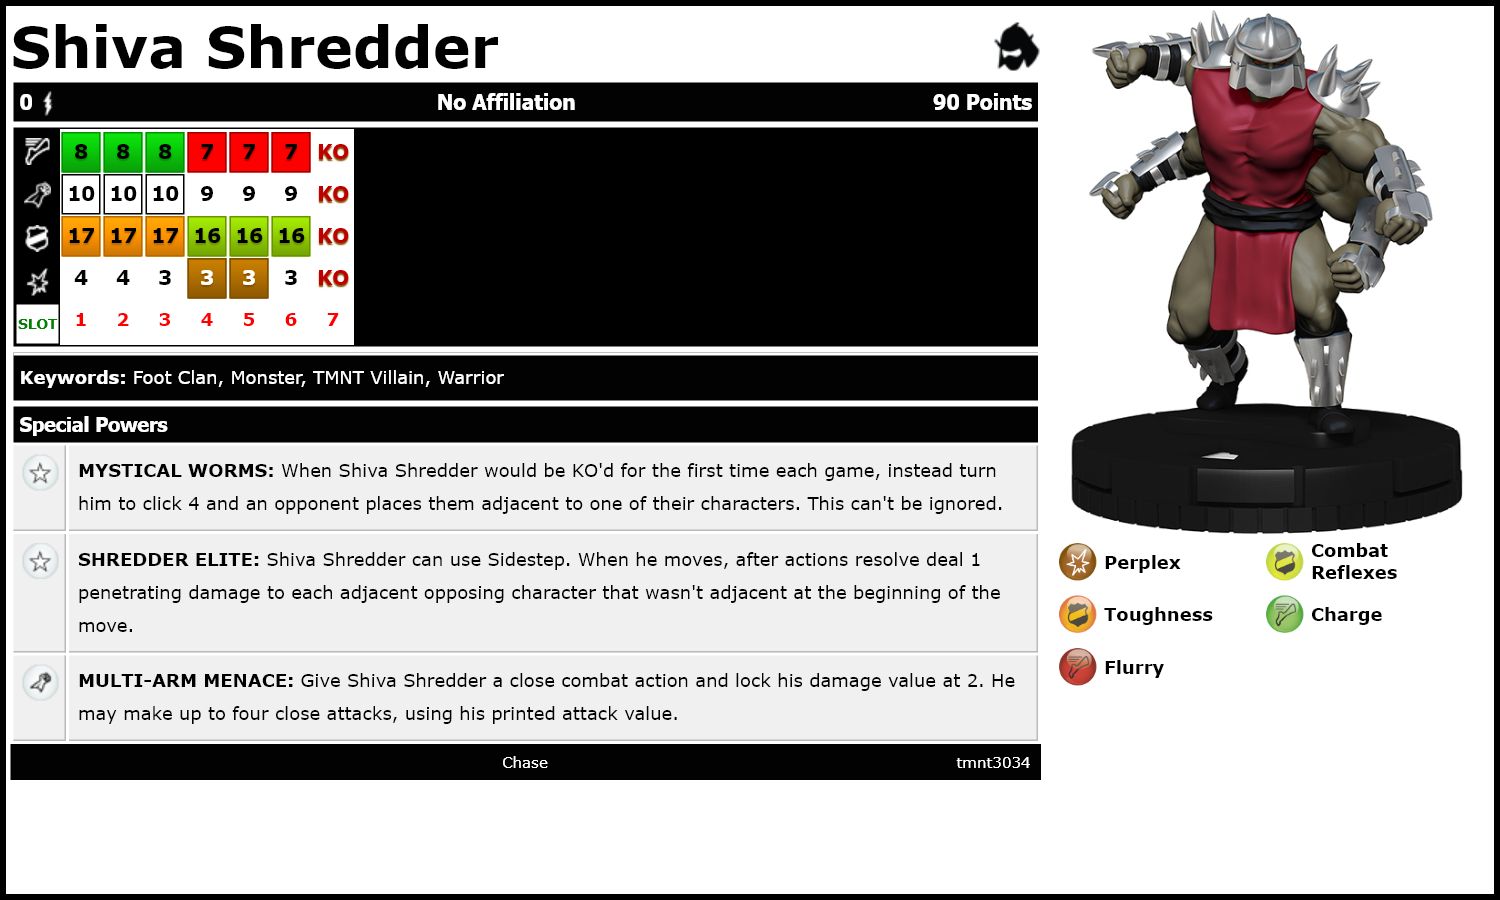 Shiva Shredder
0 No Affiliation 90 Points
8 8 8 7 7 7 KO
10 10 10 9 9 9 KO
17 17 17 16 16 16 KO
4 4 3 3 3 3 KO
SLOT 1 2 3 4 5 6 7
Keywords: Foot Clan, Monster, TMNT Villain, Warrior
Special Powers
MYSTICAL WORMS: When Shiva Shredder would be KO'd for the first time each game, instead turn
him to click 4 and an opponent places them adjacent to one of their characters. This can't be ignored.
SHREDDER ELITE: Shiva Shredder can use Sidestep. When he moves, after actions resolve deal 1
penetrating damage to each adjacent opposing character that wasn't adjacent at the beginning of the
move.
MULTI-ARM MENACE: Give Shiva Shredder a close combat action and lock his damage value at 2. He
may make up to four close attacks, using his printed attack value.
Chase tmnt3034
Perplex
Combat
Reflexes
Toughness
Charge
Flurry